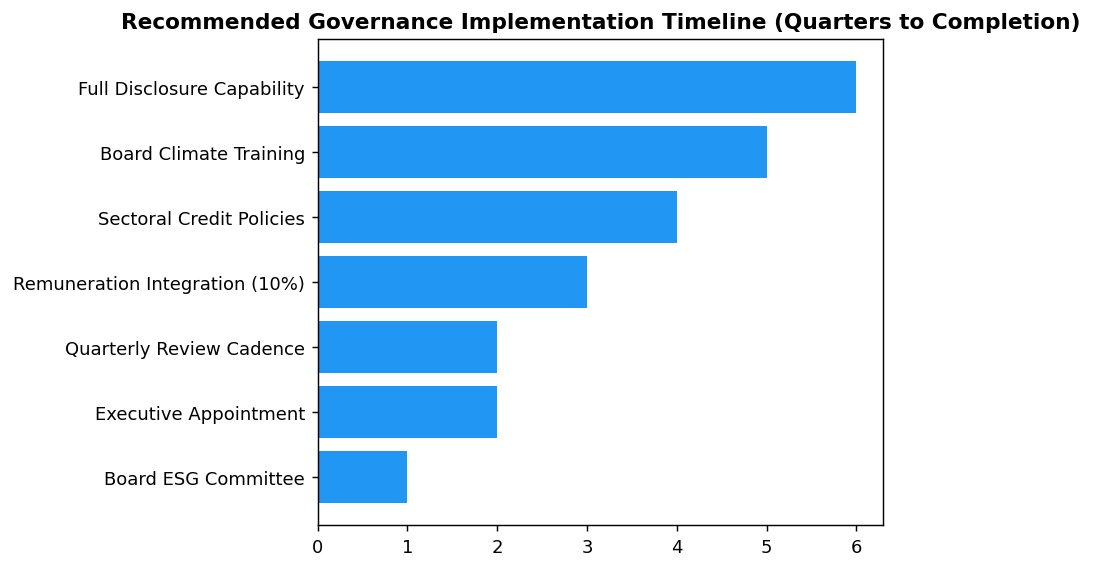 Recommended Governance Implementation Timeline (Quarters to Completion)
Full Disclosure Capability
Board Climate Training
Sectoral Credit Policies
Remuneration Integration (10%)
Quarterly Review Cadence
Executive Appointment
Board ESG Committee
0 1 2 3 4 5 6